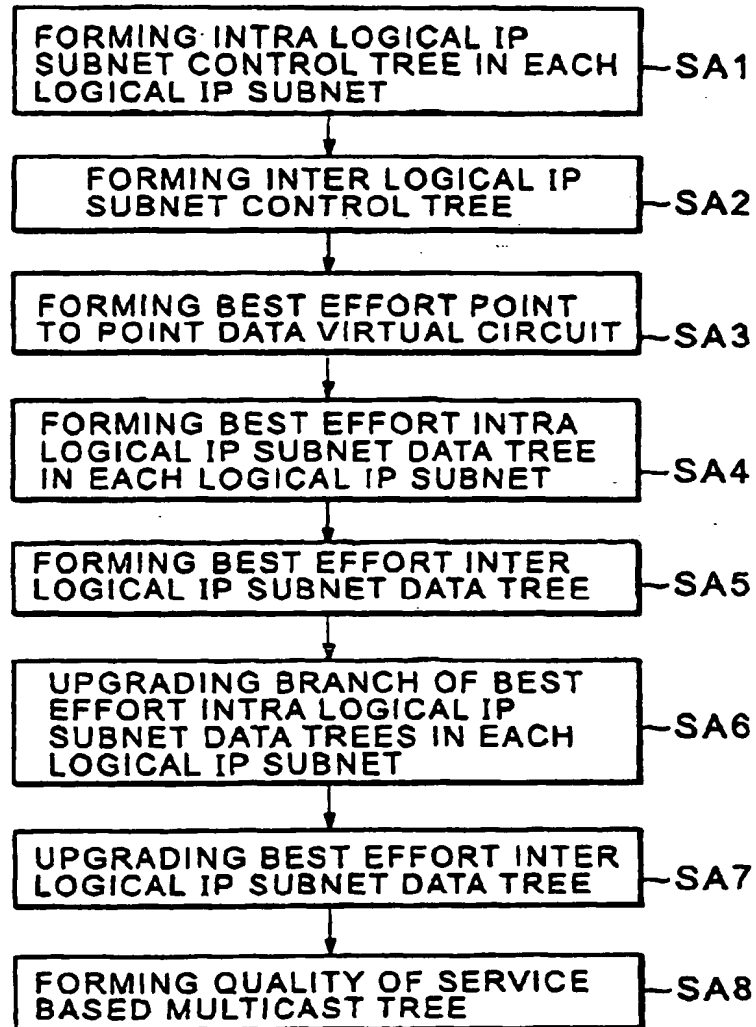 FORMING INTRA LOGICAL IP
SUBNET CONTROL TREE IN EACH
LOGICAL IP SUBNET
SA1
FORMING INTER LOGICAL IP
SUBNET CONTROL TREE
SA2
FORMING BEST EFFORT POINT
TO POINT DATA VIRTUAL CIRCUIT
SA3
FORMING BEST EFFORT INTRA
LOGICAL IP SUBNET DATA TREE
IN EACH LOGICAL IP SUBNET
SA4
FORMING BEST EFFORT INTER
LOGICAL IP SUBNET DATA TREE
SA5
UPGRADING BRANCH OF BEST
EFFORT INTRA LOGICAL IP
SUBNET DATA TREES IN EACH
LOGICAL IP SUBNET
SA6
UPGRADING BEST EFFORT INTER
LOGICAL IP SUBNET DATA TREE
SA7
FORMING QUALITY OF SERVICE
BASED MULTICAST TREE
SA8